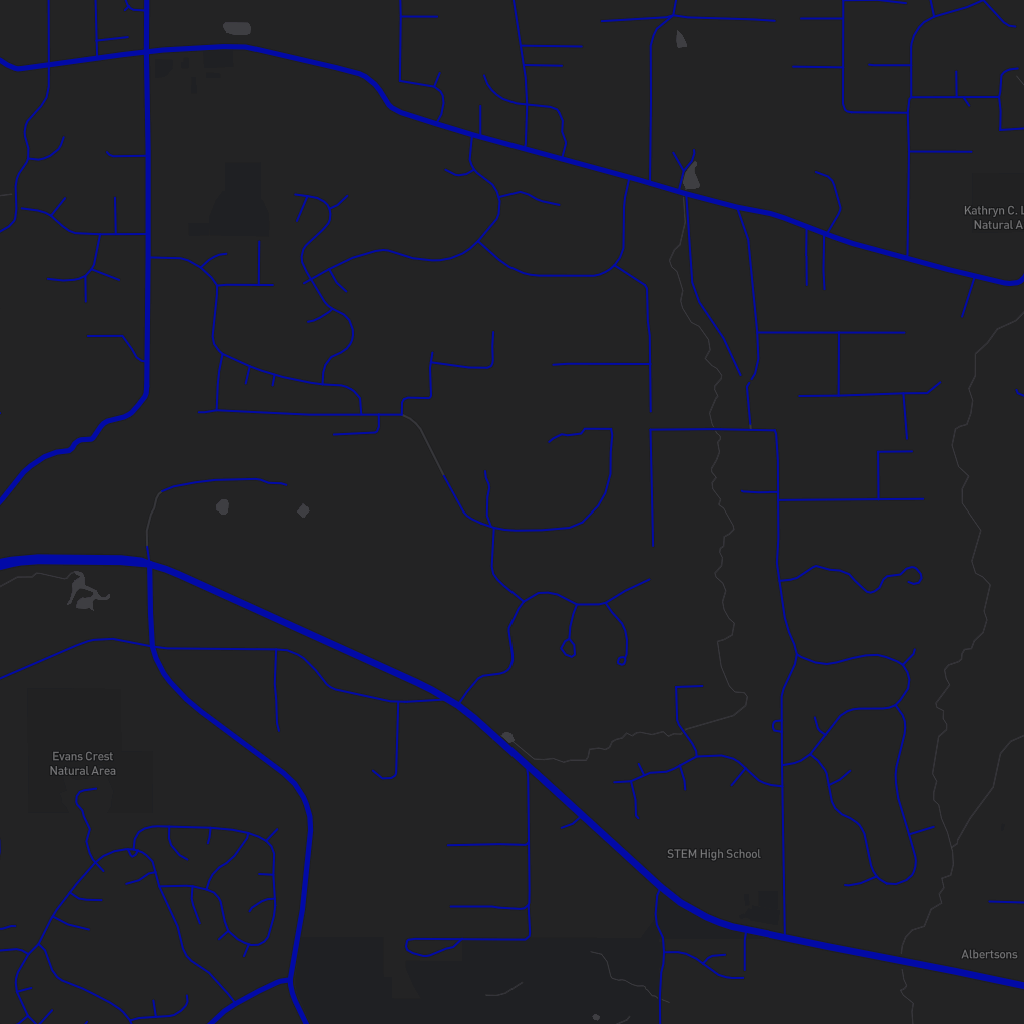 Kathryn C. L
Natural A
Evans Crest
Natural Area
STEM High School
Albertsons